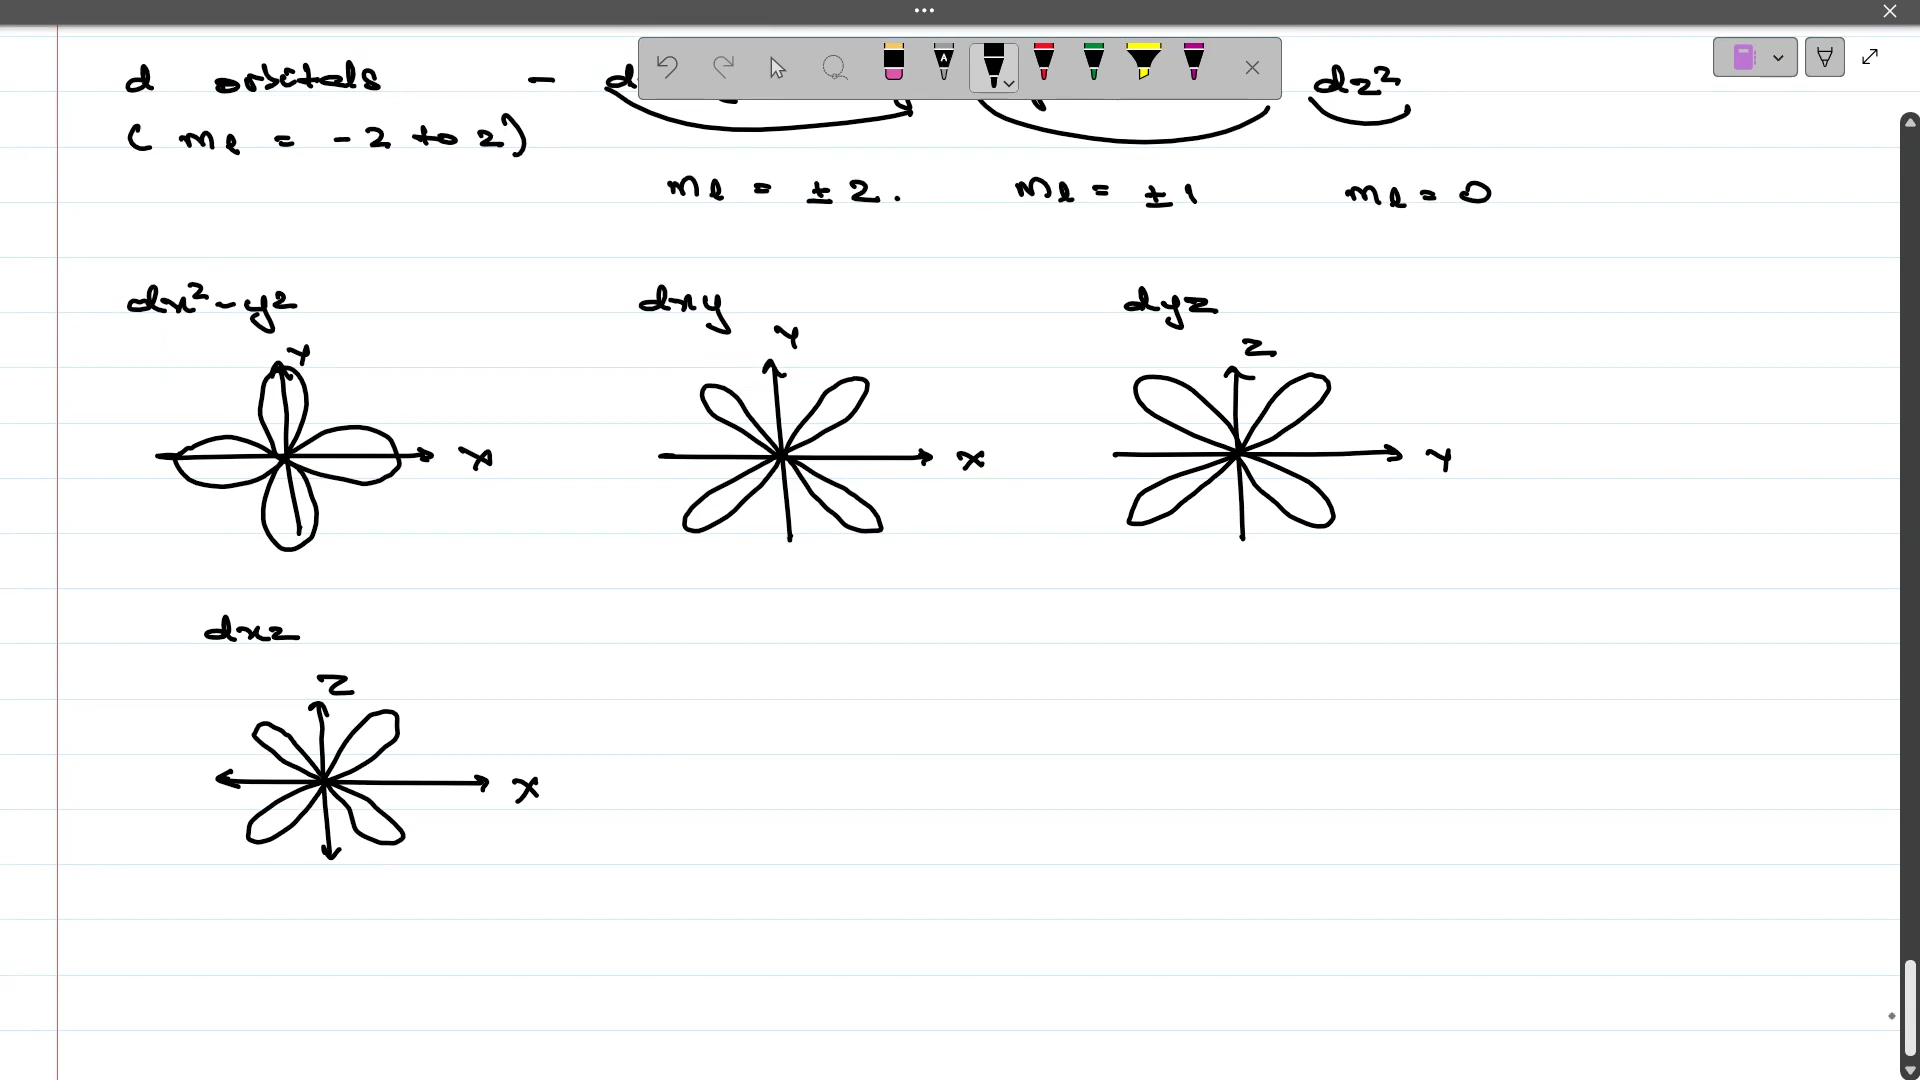 d orbitals - d dz²
( ml = -2 to 2 )
ml = ± 2. ml = ± 1 ml = 0
dx²-y² dxy dyz
Y Y Z
X X Y
dxz
Z
X